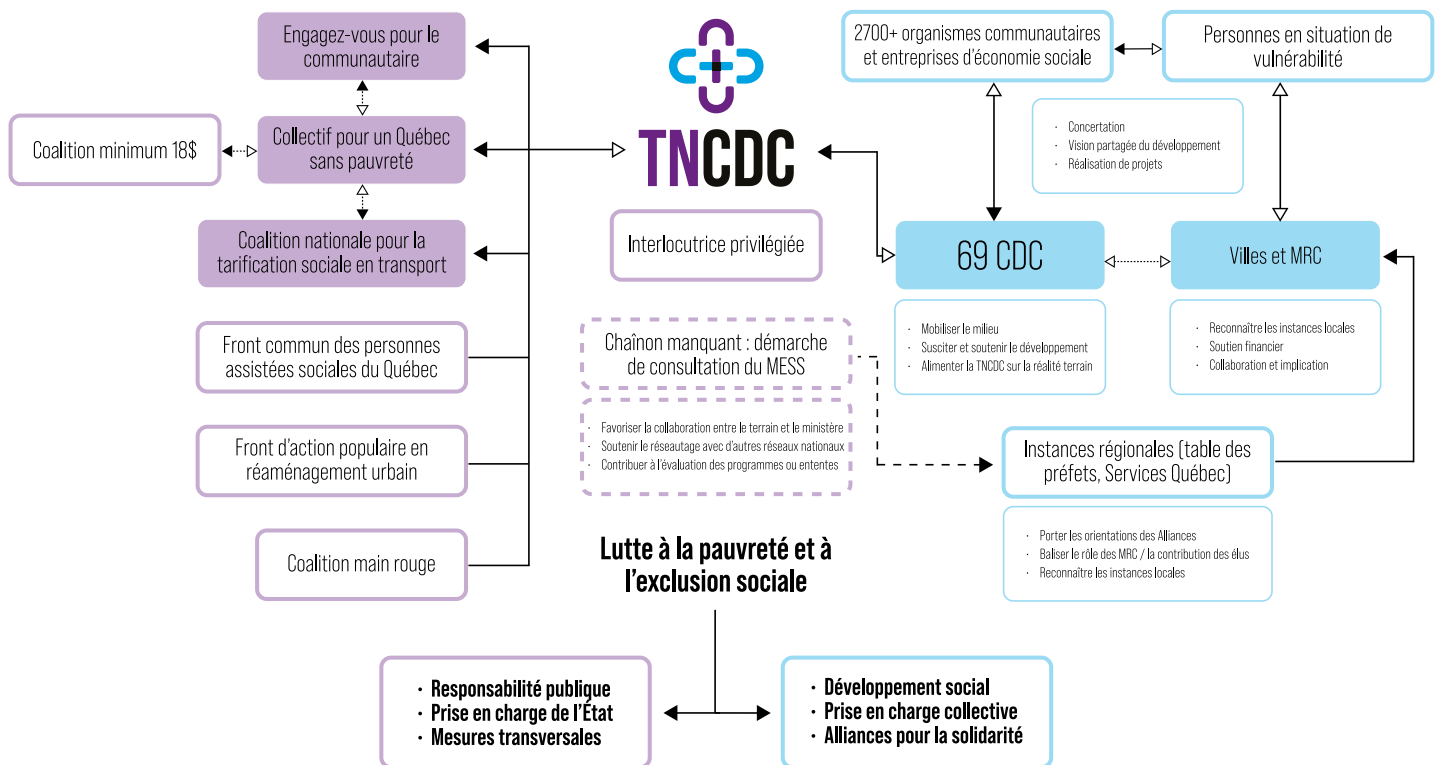 Engagez-vous pour le
communautaire
Collectif pour un Québec
sans pauvreté
Coalition minimum 18$
Coalition nationale pour la
tarification sociale en transport
Front commun des personnes
assistées sociales du Québec
Front d'action populaire en
réaménagement urbain
Coalition main rouge
TNCDC
Interlocutrice privilégiée
Chaînon manquant : démarche
de consultation du MESS
· Favoriser la collaboration entre le terrain et le ministère
· Soutenir le réseautage avec d'autres réseaux nationaux
· Contribuer à l'évaluation des programmes ou ententes
2700+ organismes communautaires
et entreprises d'économie sociale
Personnes en situation de
vulnérabilité
· Concertation
· Vision partagée du développement
· Réalisation de projets
69 CDC
Villes et MRC
· Mobiliser le milieu
· Susciter et soutenir le développement
· Alimenter la TNCDC sur la réalité terrain
· Reconnaître les instances locales
· Soutien financier
· Collaboration et implication
Instances régionales (table des
préfets, Services Québec)
· Porter les orientations des Alliances
· Baliser le rôle des MRC / la contribution des élus
· Reconnaître les instances locales
Lutte à la pauvreté et à
l'exclusion sociale
· Responsabilité publique
· Prise en charge de l'État
· Mesures transversales
· Développement social
· Prise en charge collective
· Alliances pour la solidarité